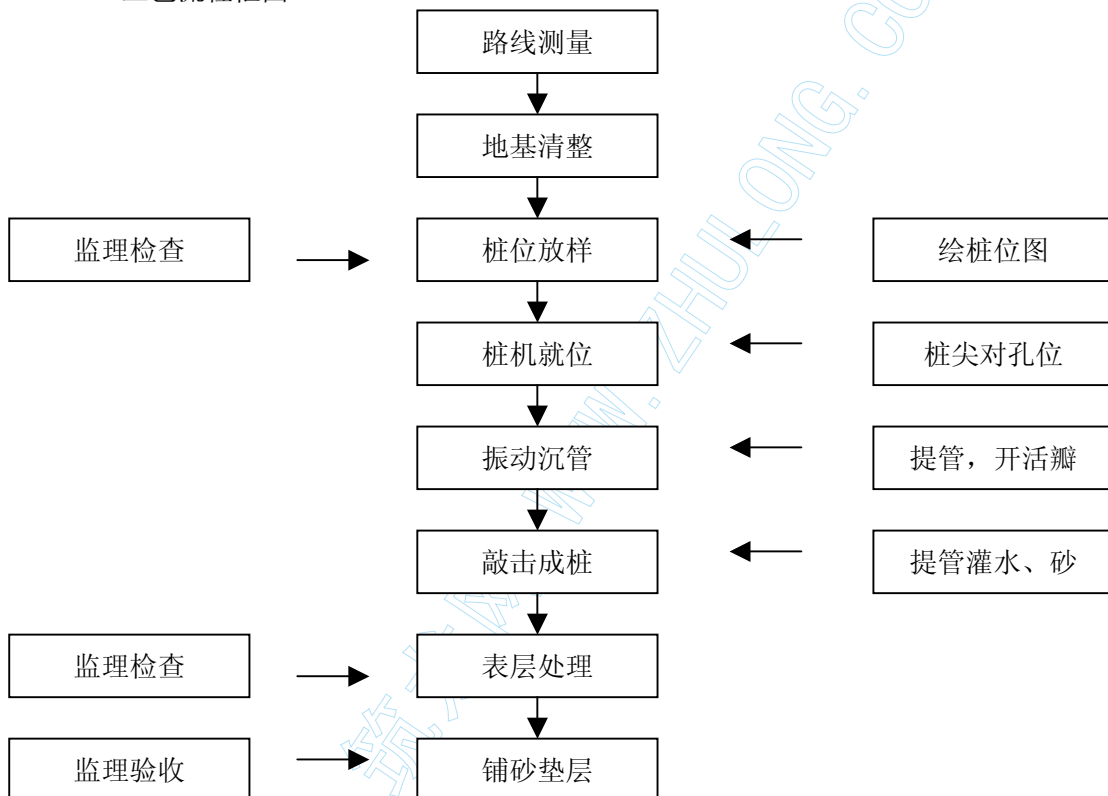 路线测量
地基清整
监理检查
桩位放样
绘桩位图
桩机就位
桩尖对孔位
振动沉管
提管，开活瓣
敲击成桩
提管灌水、砂
监理检查
表层处理
监理验收
铺砂垫层
WWW.ZHULONG.CO